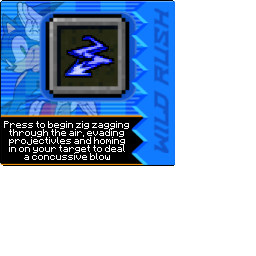 WILD RUSH
Press to begin zig zagging
through the air, evading
projectivles and homing
in on your target to deal
a concussive blow